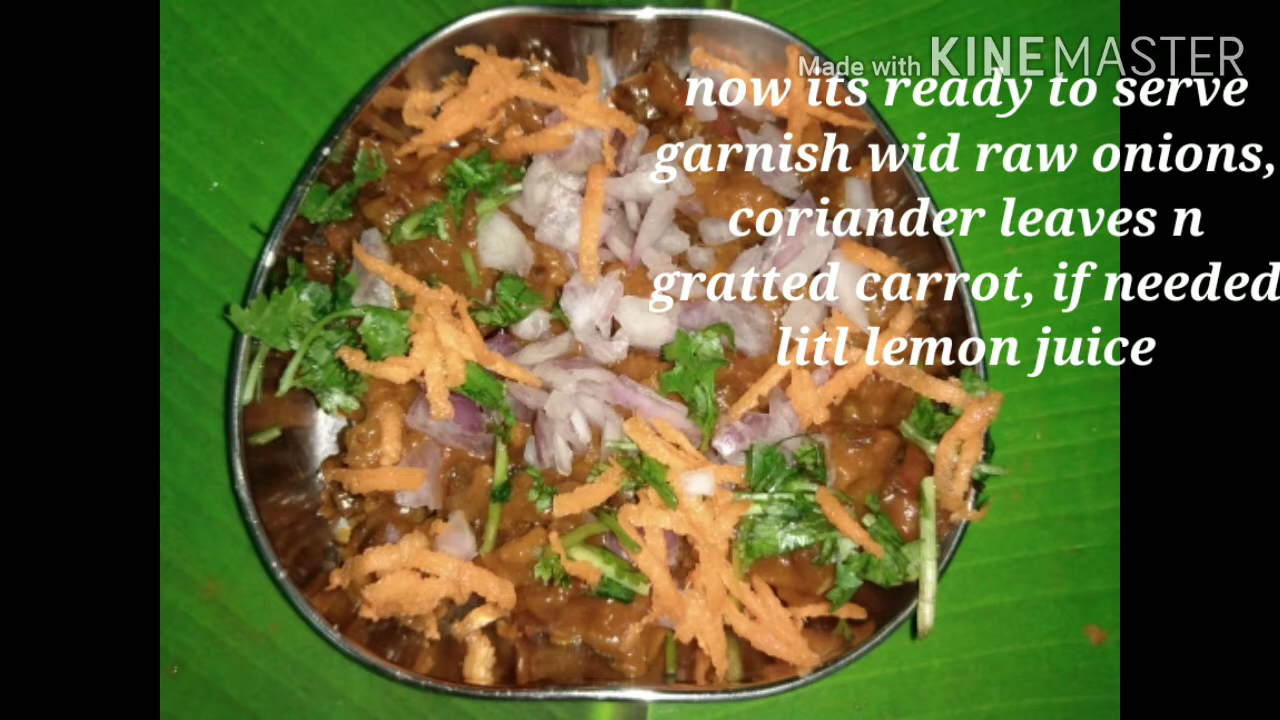 Made with KINEMASTER
now its ready to serve
garnish wid raw onions,
coriander leaves n
gratted carrot, if needed
litl lemon juice